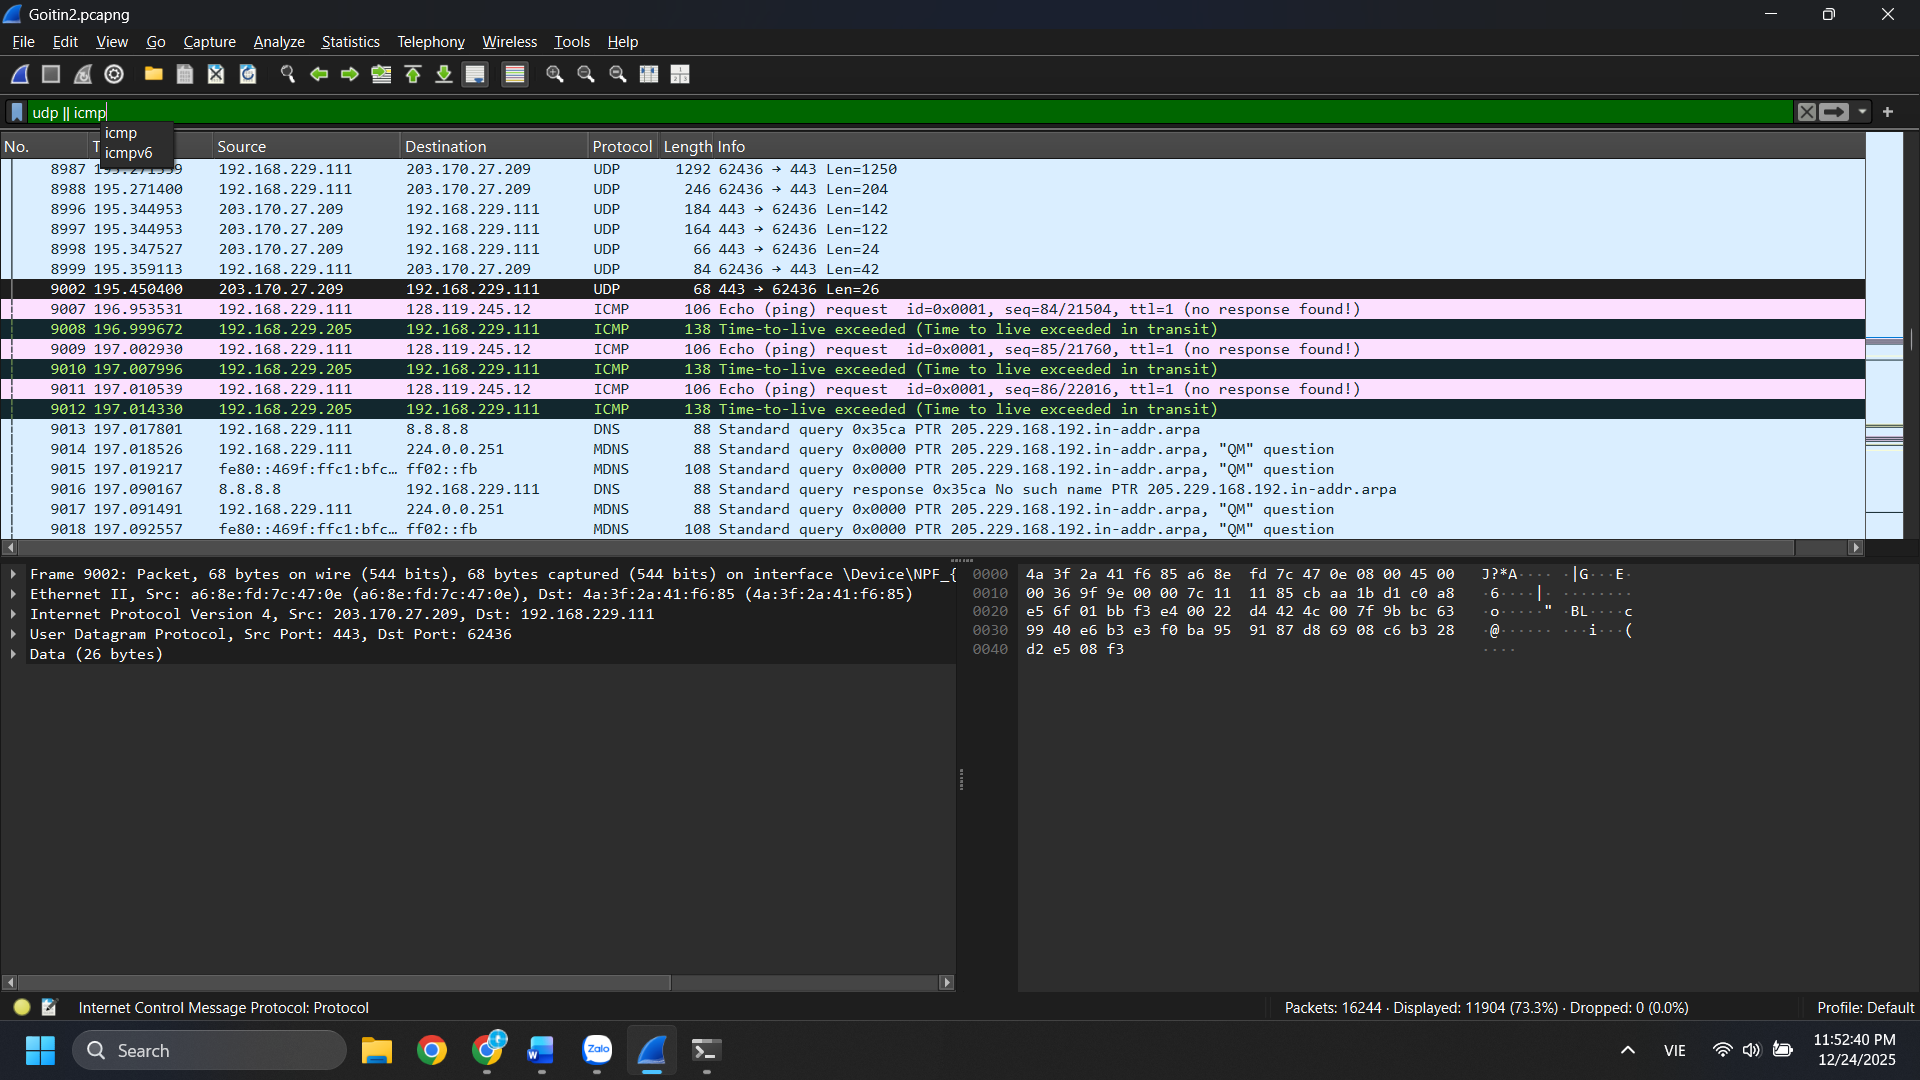 Goitin2.pcapng
File Edit View Go Capture Analyze Statistics Telephony Wireless Tools Help
udp || icmp
icmp
icmpv6
No. Source Destination Protocol Length Info
8987 195.271359 192.168.229.111 203.170.27.209 UDP 1292 62436 → 443 Len=1250
8988 195.271400 192.168.229.111 203.170.27.209 UDP 246 62436 → 443 Len=204
8996 195.344953 203.170.27.209 192.168.229.111 UDP 184 443 → 62436 Len=142
8997 195.344953 203.170.27.209 192.168.229.111 UDP 164 443 → 62436 Len=122
8998 195.347527 203.170.27.209 192.168.229.111 UDP 66 443 → 62436 Len=24
8999 195.359113 192.168.229.111 203.170.27.209 UDP 84 62436 → 443 Len=42
9002 195.450400 203.170.27.209 192.168.229.111 UDP 68 443 → 62436 Len=26
9007 196.953531 192.168.229.111 128.119.245.12 ICMP 106 Echo (ping) request id=0x0001, seq=84/21504, ttl=1 (no response found!)
9008 196.999672 192.168.229.205 192.168.229.111 ICMP 138 Time-to-live exceeded (Time to live exceeded in transit)
9009 197.002930 192.168.229.111 128.119.245.12 ICMP 106 Echo (ping) request id=0x0001, seq=85/21760, ttl=1 (no response found!)
9010 197.007996 192.168.229.205 192.168.229.111 ICMP 138 Time-to-live exceeded (Time to live exceeded in transit)
9011 197.010539 192.168.229.111 128.119.245.12 ICMP 106 Echo (ping) request id=0x0001, seq=86/22016, ttl=1 (no response found!)
9012 197.014330 192.168.229.205 192.168.229.111 ICMP 138 Time-to-live exceeded (Time to live exceeded in transit)
9013 197.017801 192.168.229.111 8.8.8.8 DNS 88 Standard query 0x35ca PTR 205.229.168.192.in-addr.arpa
9014 197.018526 192.168.229.111 224.0.0.251 MDNS 88 Standard query 0x0000 PTR 205.229.168.192.in-addr.arpa, "QM" question
9015 197.019217 fe80::469f:ffc1:bfc… ff02::fb MDNS 108 Standard query 0x0000 PTR 205.229.168.192.in-addr.arpa, "QM" question
9016 197.090167 8.8.8.8 192.168.229.111 DNS 88 Standard query response 0x35ca No such name PTR 205.229.168.192.in-addr.arpa
9017 197.091491 192.168.229.111 224.0.0.251 MDNS 88 Standard query 0x0000 PTR 205.229.168.192.in-addr.arpa, "QM" question
9018 197.092557 fe80::469f:ffc1:bfc… ff02::fb MDNS 108 Standard query 0x0000 PTR 205.229.168.192.in-addr.arpa, "QM" question
Frame 9002: Packet, 68 bytes on wire (544 bits), 68 bytes captured (544 bits) on interface \Device\NPF_{
Ethernet II, Src: a6:8e:fd:7c:47:0e (a6:8e:fd:7c:47:0e), Dst: 4a:3f:2a:41:f6:85 (4a:3f:2a:41:f6:85)
Internet Protocol Version 4, Src: 203.170.27.209, Dst: 192.168.229.111
User Datagram Protocol, Src Port: 443, Dst Port: 62436
Data (26 bytes)
0000 4a 3f 2a 41 f6 85 a6 8e fd 7c 47 0e 08 00 45 00 J?*A···· ·|G···E·
0010 00 36 9f 9e 00 00 7c 11 11 85 cb aa 1b d1 c0 a8 ·6····|· ········
0020 e5 6f 01 bb f3 e4 00 22 d4 42 4c 00 7f 9b bc 63 ·o·····" ·BL····c
0030 99 40 e6 b3 e3 f0 ba 95 91 87 d8 69 08 c6 b3 28 ·@······ ···i···(
0040 d2 e5 08 f3 ····
Internet Control Message Protocol: Protocol
Packets: 16244 · Displayed: 11904 (73.3%) · Dropped: 0 (0.0%)
Profile: Default
Search
Zalo
VIE
11:52:40 PM
12/24/2025